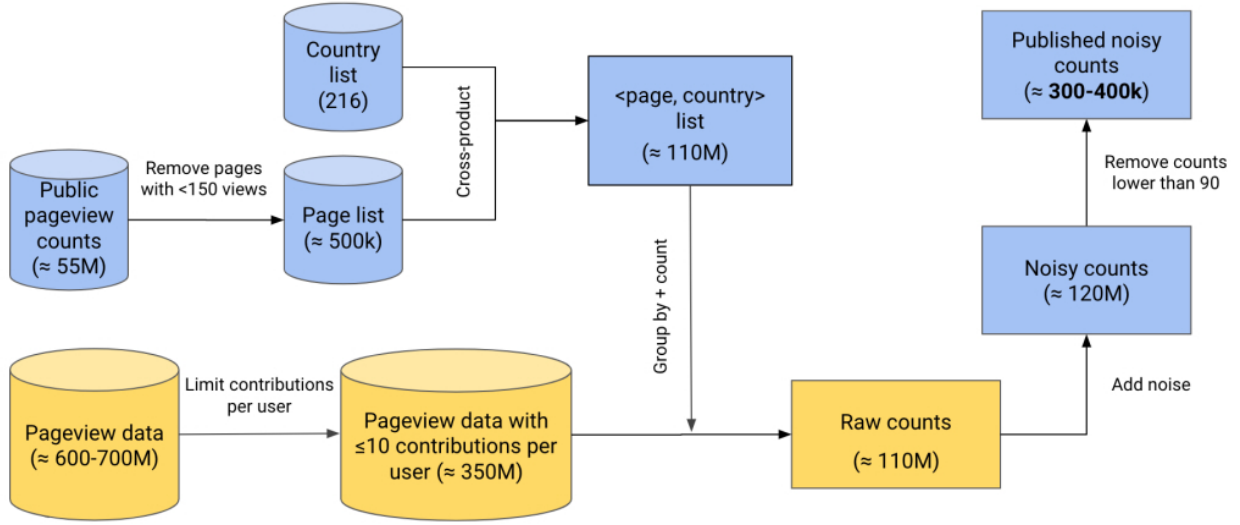 Country
list
(216)
Cross-product
<page, country>
list
(≈ 110M)
Published noisy
counts
(≈ 300-400k)
Public
pageview
counts
(≈ 55M)
Remove pages
with <150 views
Page list
(≈ 500k)
Remove counts
lower than 90
Group by + count
Noisy counts
(≈ 120M)
Pageview data
(≈ 600-700M)
Limit contributions
per user
Pageview data with
≤10 contributions per
user (≈ 350M)
Raw counts
(≈ 110M)
Add noise